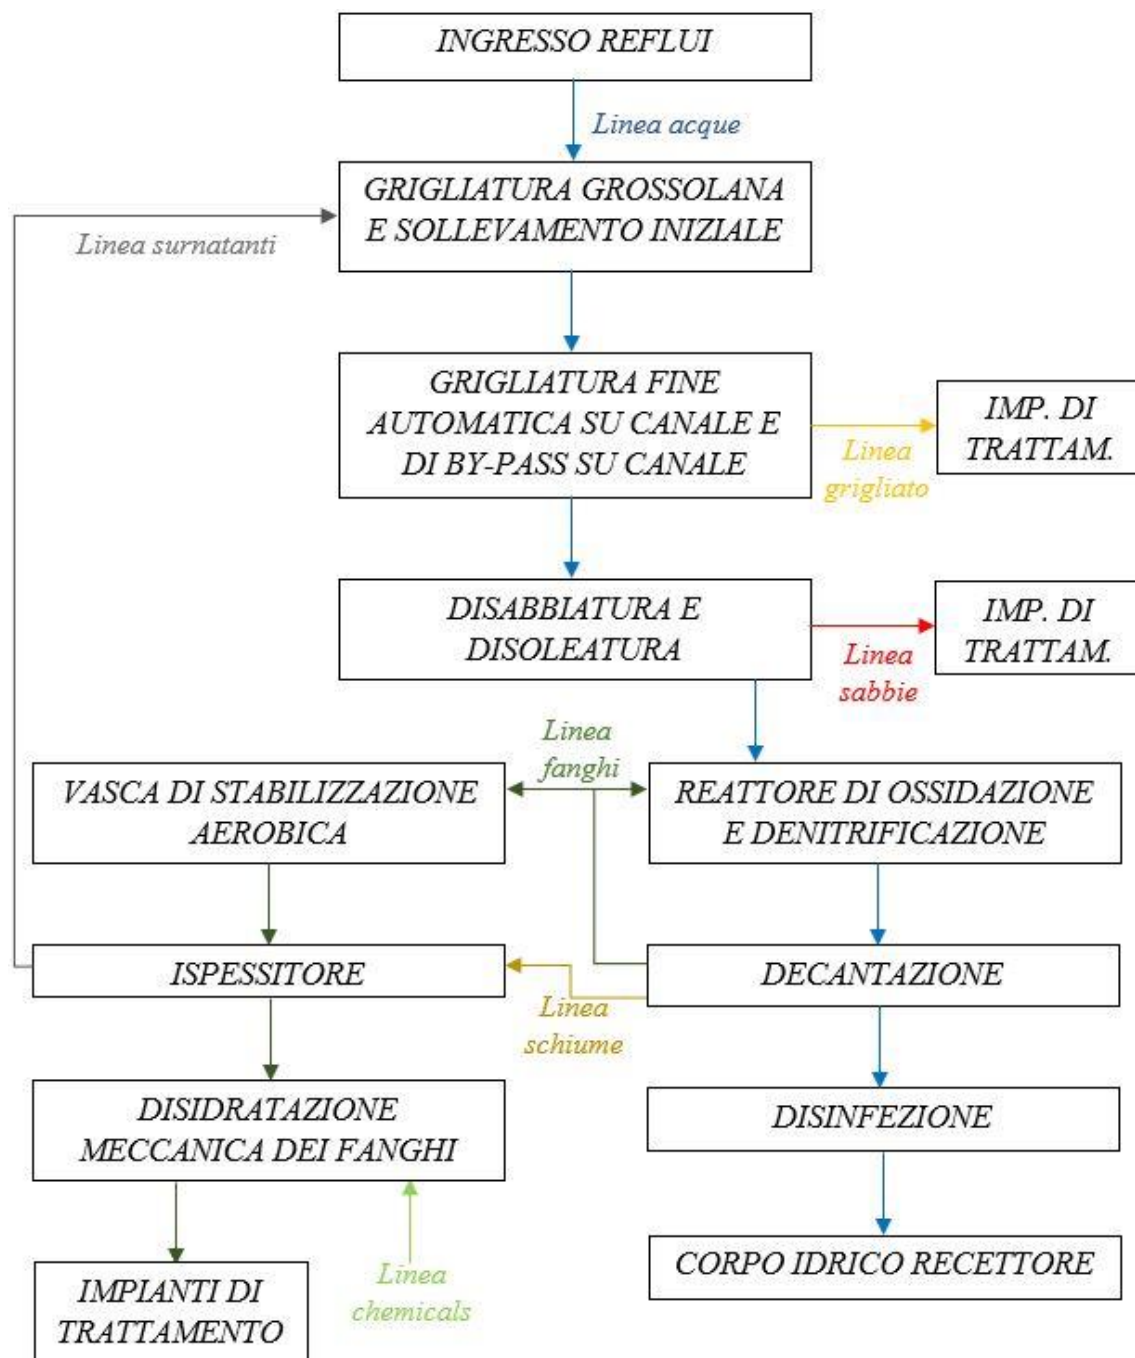 INGRESSO REFLUI
Linea acque
GRIGLIATURA GROSSOLANA
E SOLLEVAMENTO INIZIALE
Linea surnatanti
GRIGLIATURA FINE
AUTOMATICA SU CANALE E
DI BY-PASS SU CANALE
Linea
grigliato
IMP. DI
TRATTAM.
DISABBIATURA E
DISOLEATURA
Linea
sabbie
IMP. DI
TRATTAM.
Linea
fanghi
VASCA DI STABILIZZAZIONE
AEROBICA
REATTORE DI OSSIDAZIONE
E DENITRIFICAZIONE
ISPESSITORE
DECANTAZIONE
Linea
schiume
DISIDRATAZIONE
MECCANICA DEI FANGHI
DISINFEZIONE
CORPO IDRICO RECETTORE
IMPIANTI DI
TRATTAMENTO
Linea
chemicals